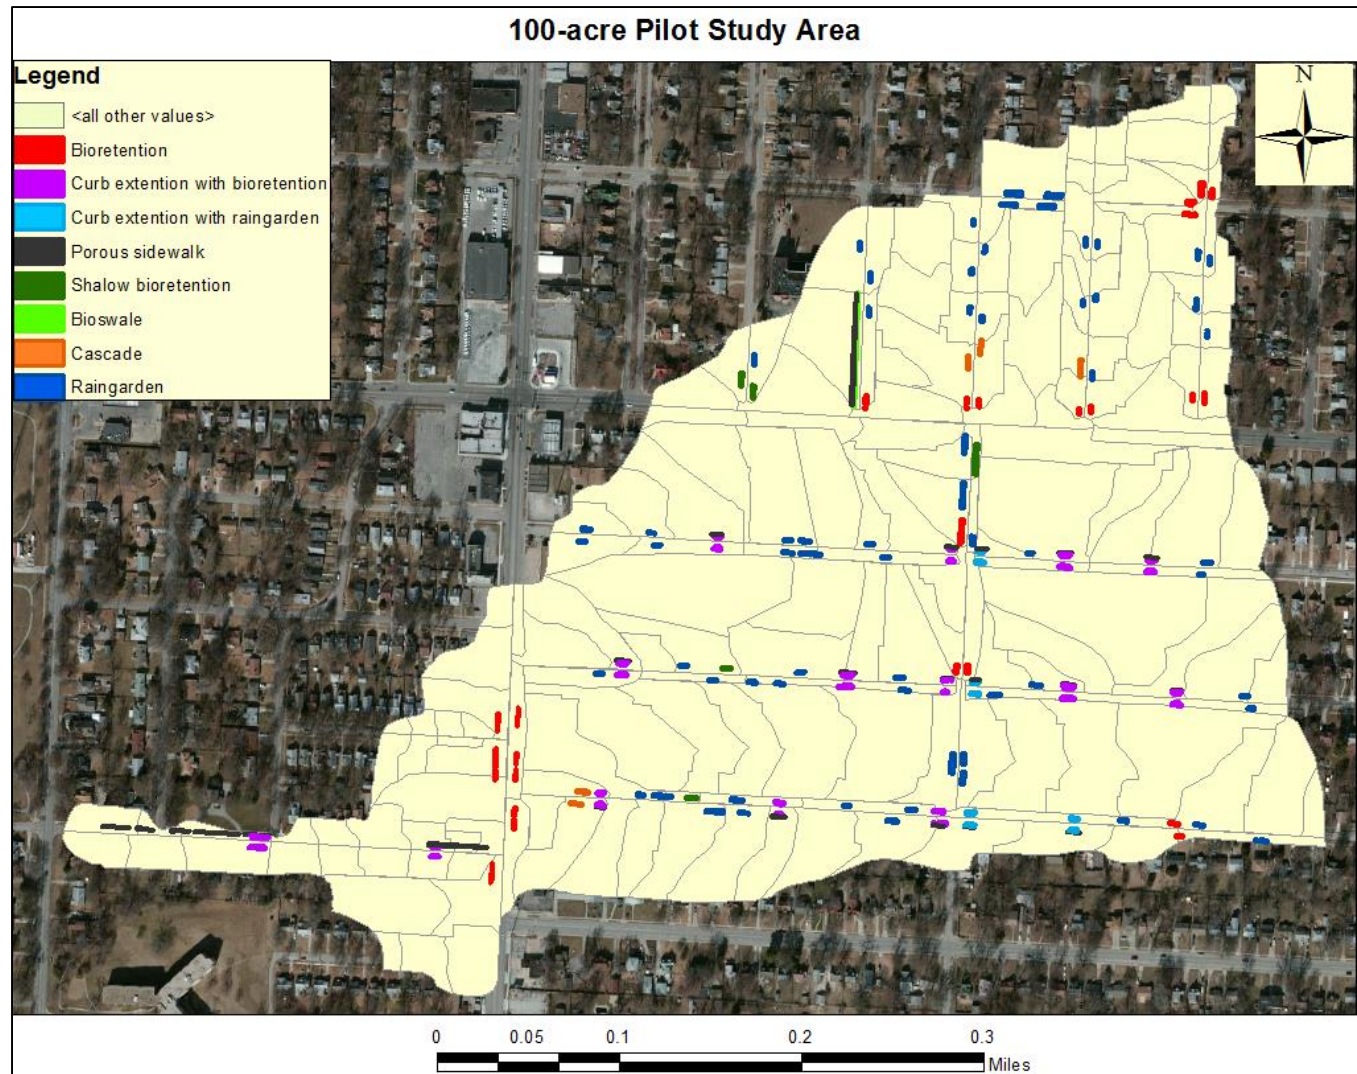 100-acre Pilot Study Area
Legend
<all other values>
Bioretention
Curb extention with bioretention
Curb extention with raingarden
Porous sidewalk
Shalow bioretention
Bioswale
Cascade
Raingarden
N
0 0.05 0.1 0.2 0.3
Miles